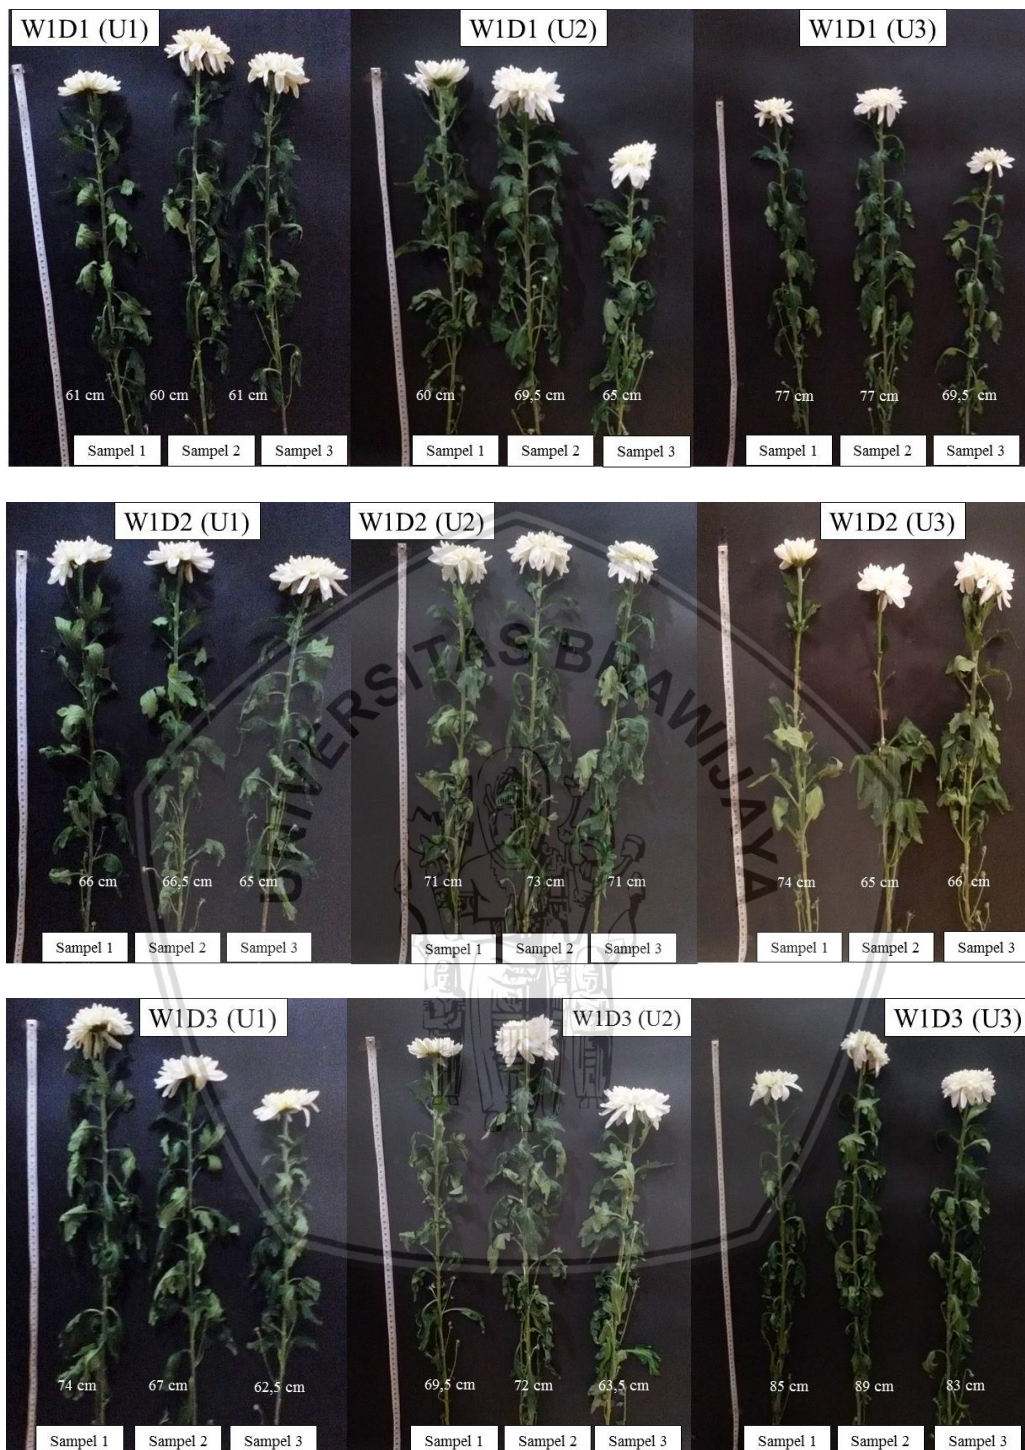 W1D1 (U1)
W1D1 (U2)
W1D1 (U3)
61 cm 60 cm 61 cm
60 cm 69,5 cm 65 cm
77 cm 77 cm 69,5 cm
Sampel 1 Sampel 2 Sampel 3
Sampel 1 Sampel 2 Sampel 3
Sampel 1 Sampel 2 Sampel 3
W1D2 (U1)
W1D2 (U2)
W1D2 (U3)
UNIVERSITAS BRAWIJAYA
66 cm 66,5 cm 65 cm
71 cm 73 cm 71 cm
74 cm 65 cm 66 cm
Sampel 1 Sampel 2 Sampel 3
Sampel 1 Sampel 2 Sampel 3
Sampel 1 Sampel 2 Sampel 3
W1D3 (U1)
W1D3 (U2)
W1D3 (U3)
74 cm 67 cm 62,5 cm
69,5 cm 72 cm 63,5 cm
85 cm 89 cm 83 cm
Sampel 1 Sampel 2 Sampel 3
Sampel 1 Sampel 2 Sampel 3
Sampel 1 Sampel 2 Sampel 3